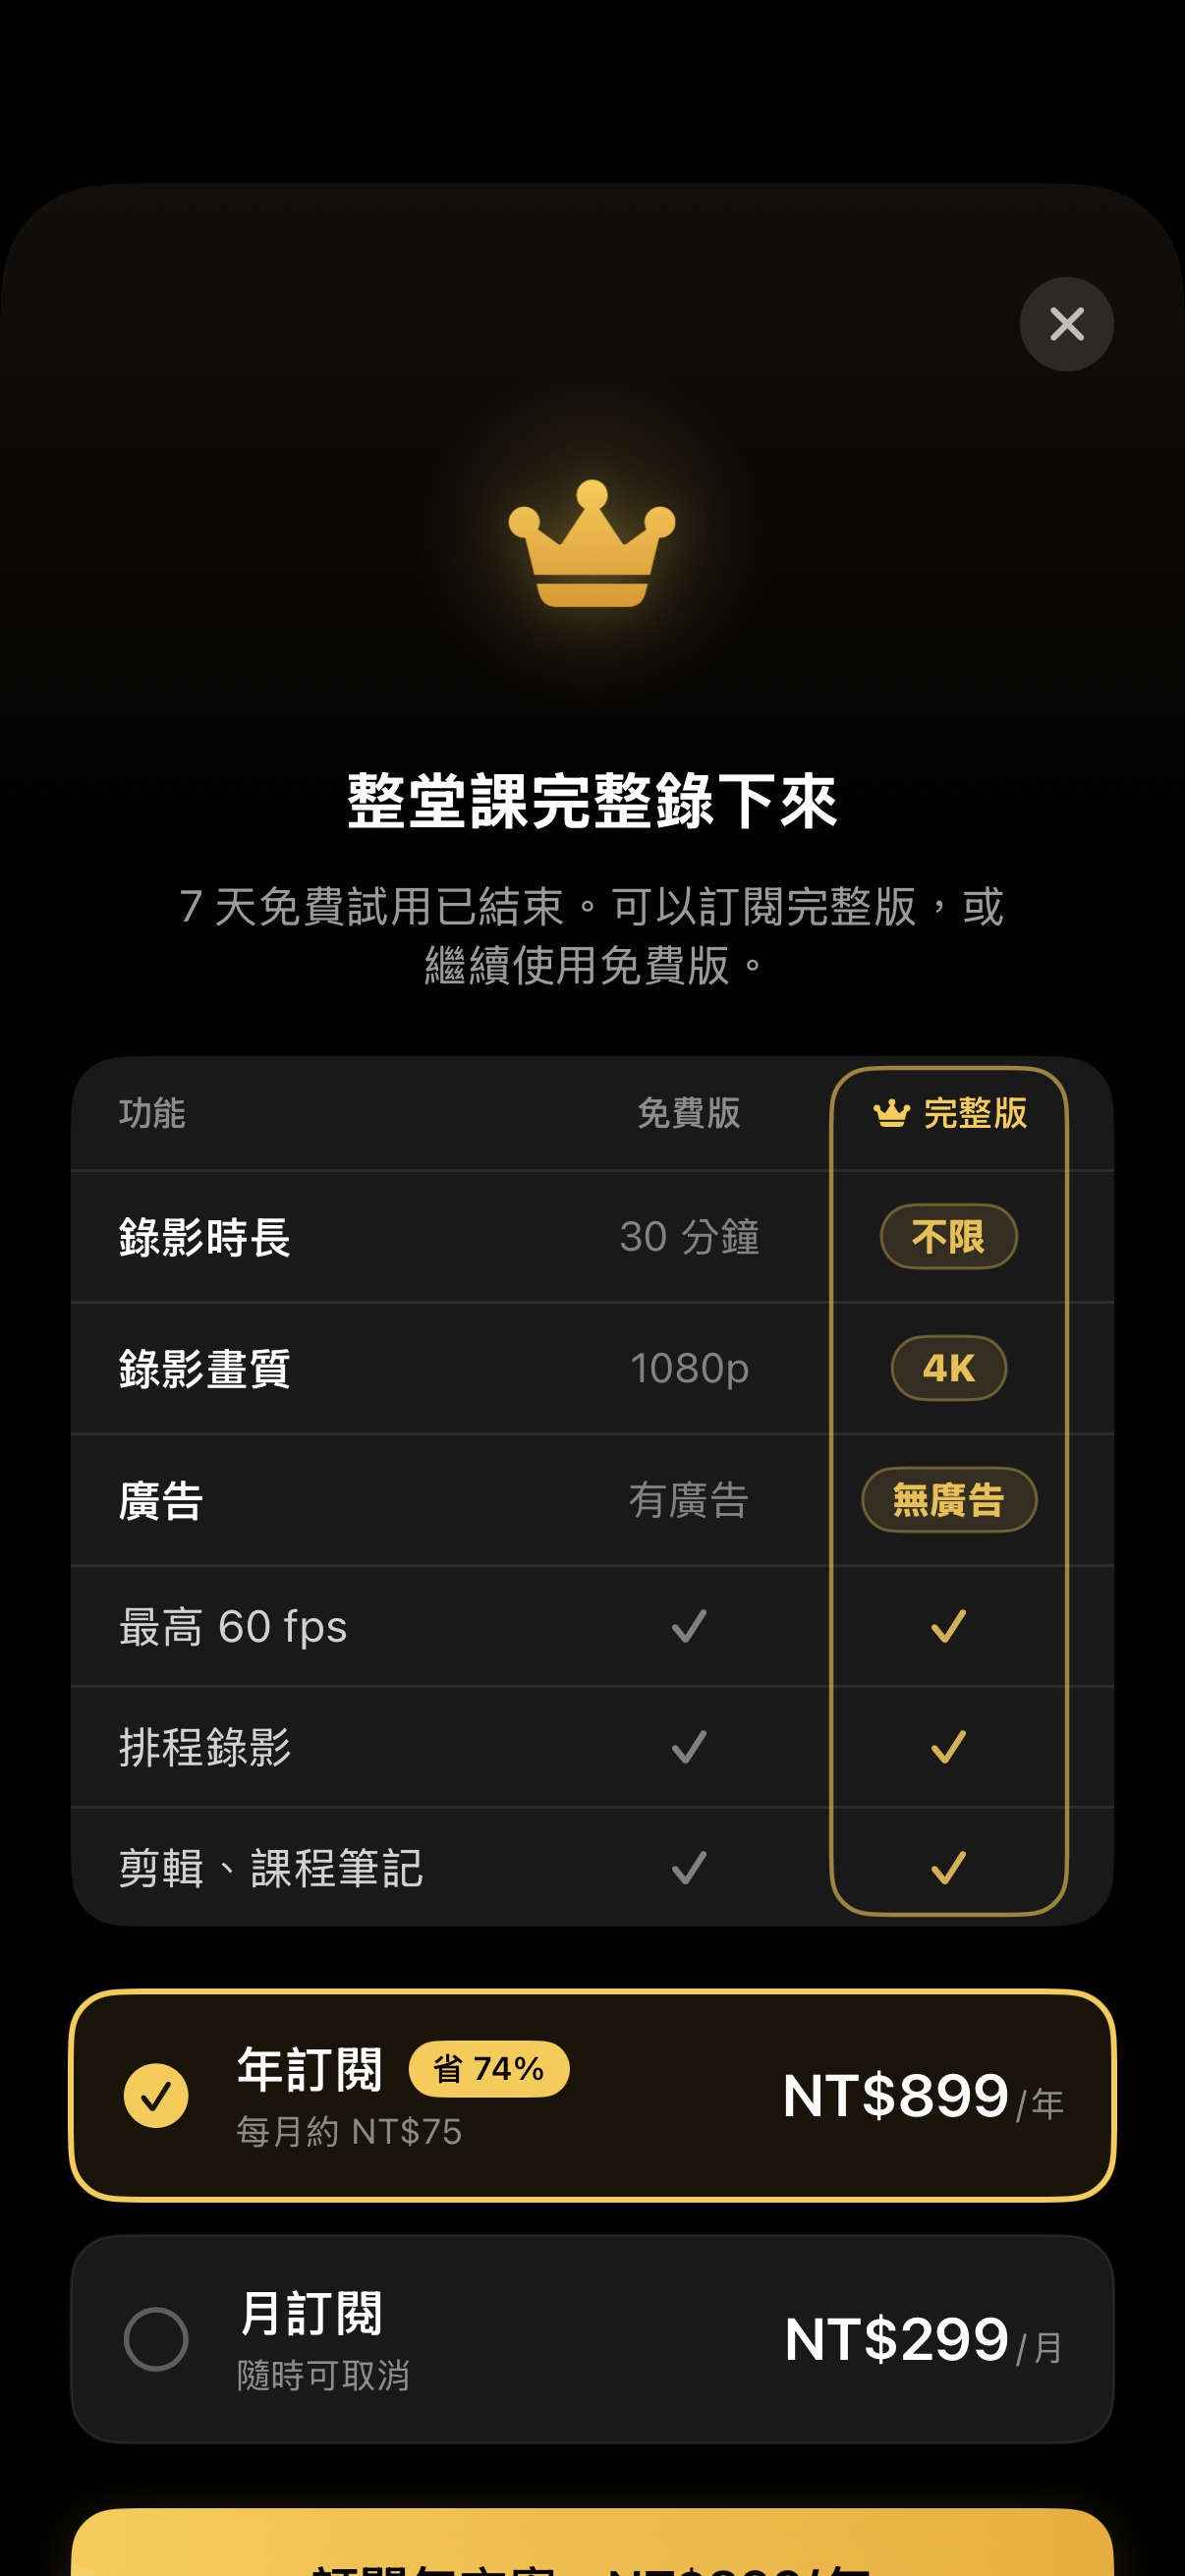 整堂課完整錄下來
7 天免費試用已結束。可以訂閱完整版，或
繼續使用免費版。
功能 免費版 完整版
錄影時長 30 分鐘 不限
錄影畫質 1080p 4K
廣告 有廣告 無廣告
最高 60 fps
排程錄影
剪輯、課程筆記
年訂閱 省 74%
每月約 NT$75
NT$899/年
月訂閱
隨時可取消
NT$299/月